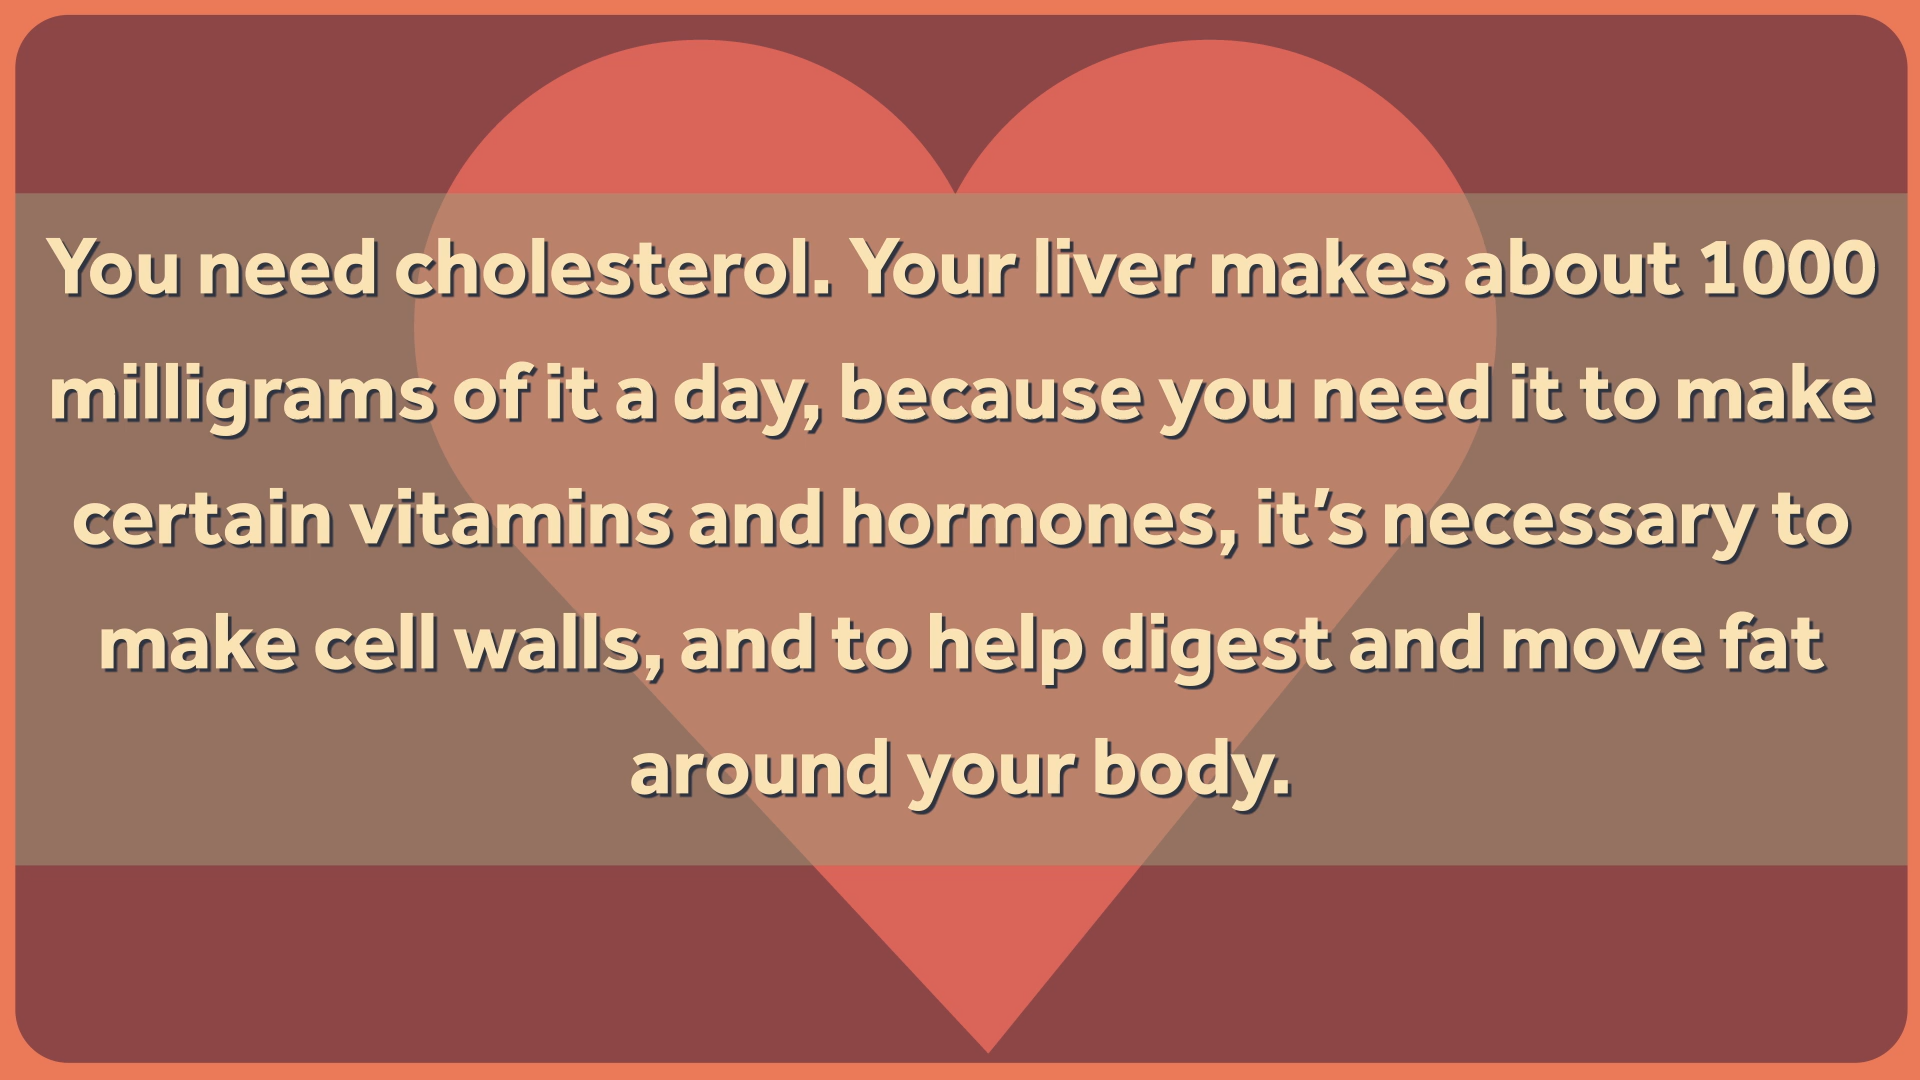 You need cholesterol. Your liver makes about 1000
milligrams of it a day, because you need it to make
certain vitamins and hormones, it's necessary to
make cell walls, and to help digest and move fat
around your body.